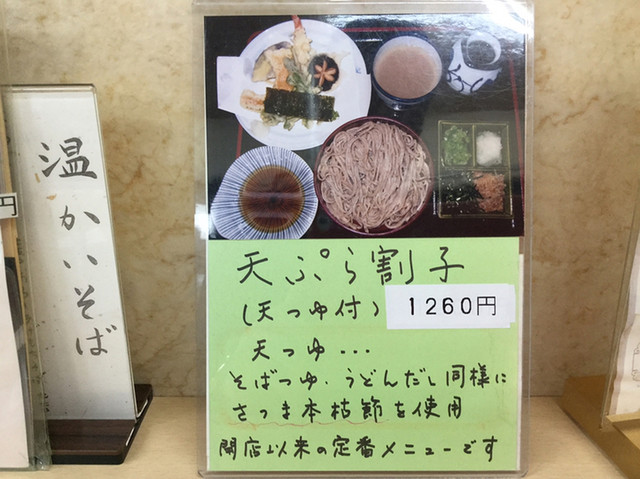 温かいそば
天ぷら割子
(天つゆ付) 1260円
天つゆ・・・
そばつゆ、うどんだし同様に
さつま本枯節を使用
開店以来の定番メニューです
円